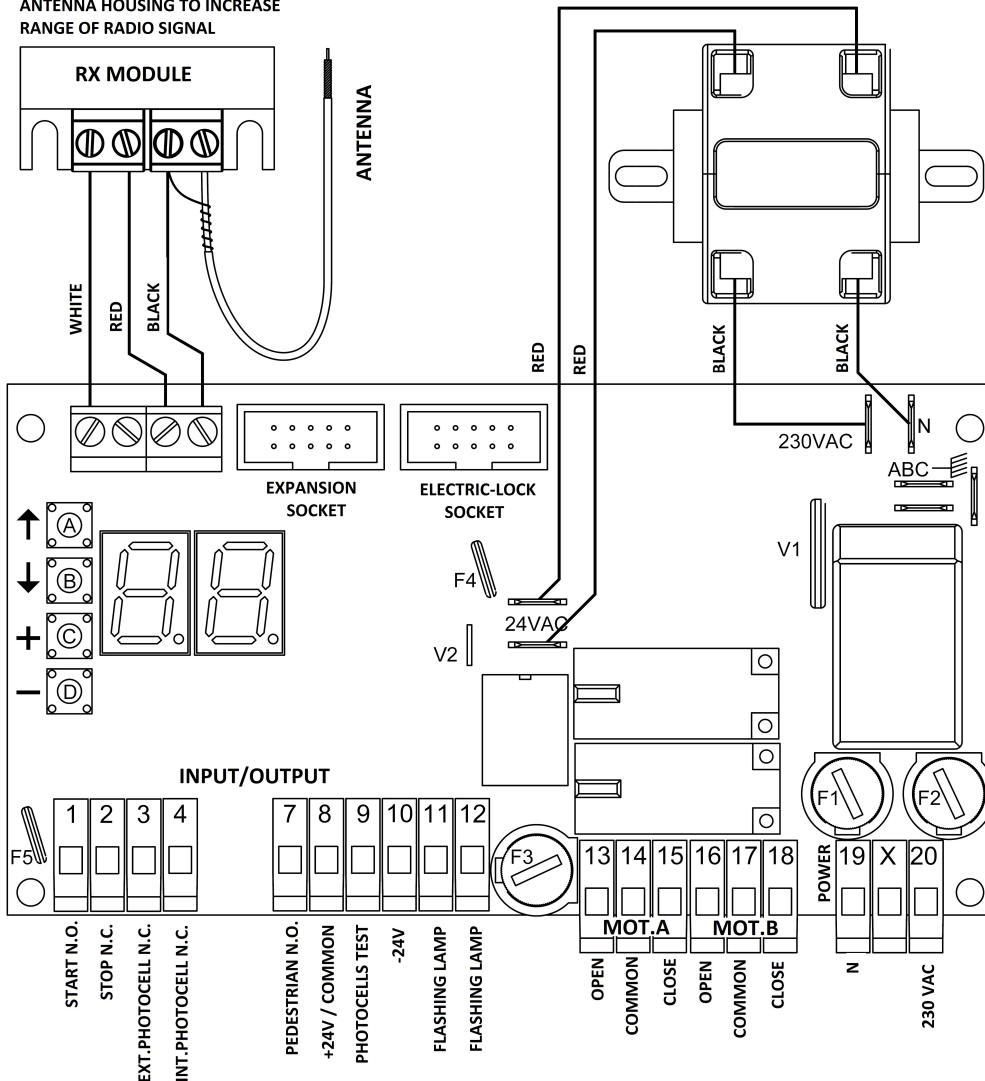 ANTENNA HOUSING TO INCREASE
RANGE OF RADIO SIGNAL
RX MODULE
ANTENNA
WHITE
RED
BLACK
RED
RED
BLACK
BLACK
230VAC
N
ABC
EXPANSION
SOCKET
ELECTRIC-LOCK
SOCKET
A
B
+ C
- D
F4
24VAC
V2
V1
INPUT/OUTPUT
F1
F2
F3
F5
1 2 3 4
7 8 9 10 11 12
13 14 15 16 17 18
POWER
19 X 20
MOT.A
MOT.B
START N.O.
STOP N.C.
EXT.PHOTOCELL N.C.
INT.PHOTOCELL N.C.
PEDESTRIAN N.O.
+24V / COMMON
PHOTOCELLS TEST
-24V
FLASHING LAMP
FLASHING LAMP
OPEN
COMMON
CLOSE
OPEN
COMMON
CLOSE
N
230 VAC